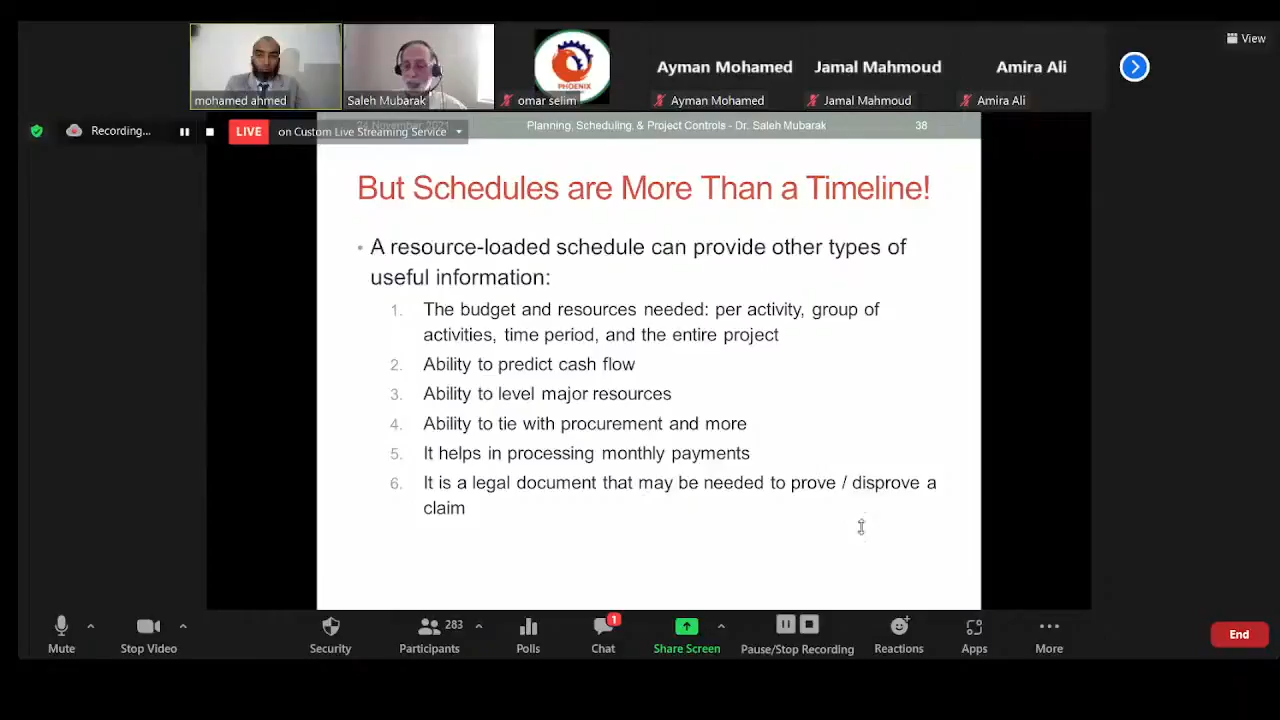 View
Ayman Mohamed
Jamal Mahmoud
Amira Ali
PHOENIX
mohamed ahmed
Saleh Mubarak
omar selim
Ayman Mohamed
Jamal Mahmoud
Amira Ali
Recording...
LIVE
on Custom Live Streaming Service
24 November 2021
Planning, Scheduling, & Project Controls - Dr. Saleh Mubarak
38
But Schedules are More Than a Timeline!
• A resource-loaded schedule can provide other types of
useful information:
1. The budget and resources needed: per activity, group of
activities, time period, and the entire project
2. Ability to predict cash flow
3. Ability to level major resources
4. Ability to tie with procurement and more
5. It helps in processing monthly payments
6. It is a legal document that may be needed to prove / disprove a
claim
283
1
Mute
Stop Video
Security
Participants
Polls
Chat
Share Screen
Pause/Stop Recording
Reactions
Apps
More
End